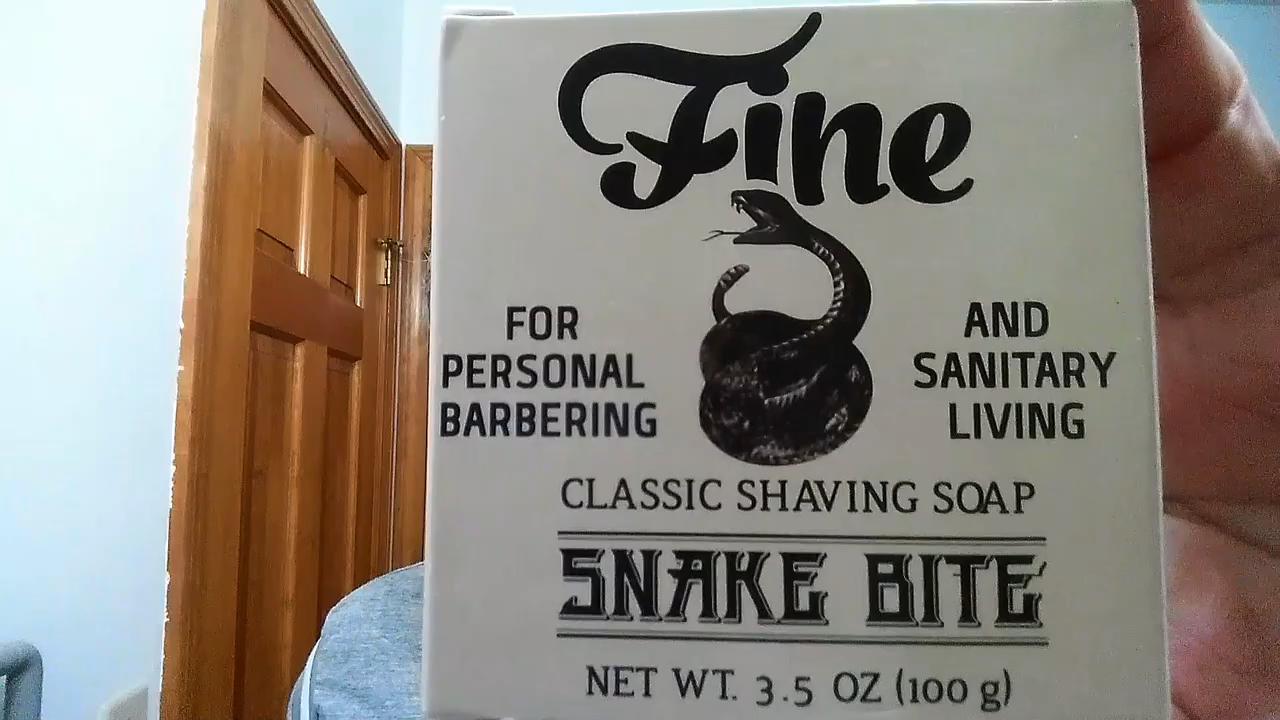 Fine
FOR
PERSONAL
BARBERING
AND
SANITARY
LIVING
CLASSIC SHAVING SOAP
SNAKE BITE
NET WT. 3.5 OZ (100 g)